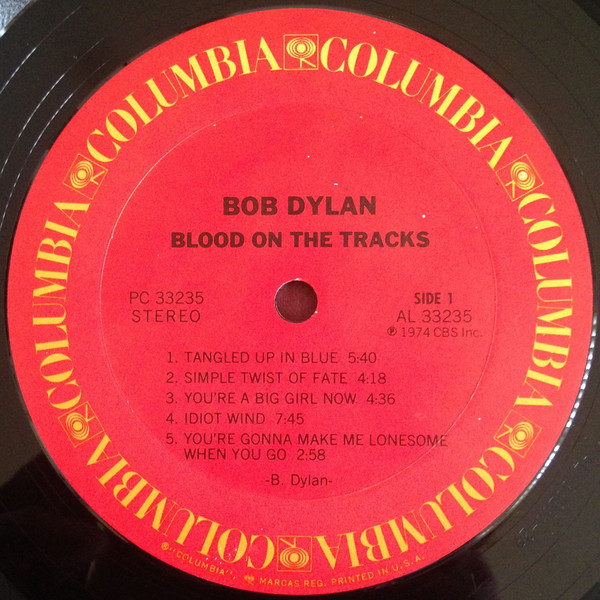 COLUMBIA COLUMBIA COLUMBIA COLUMBIA COLUMBIA COLUMBIA
BOB DYLAN
BLOOD ON THE TRACKS
PC 33235 SIDE 1
STEREO AL 33235
℗ 1974 CBS Inc.
1. TANGLED UP IN BLUE 5:40
2. SIMPLE TWIST OF FATE 4:18
3. YOU'RE A BIG GIRL NOW 4:36
4. IDIOT WIND 7:45
5. YOU'RE GONNA MAKE ME LONESOME
WHEN YOU GO 2:58
-B. Dylan-
®"COLUMBIA", MARCAS REG. PRINTED IN U.S.A.